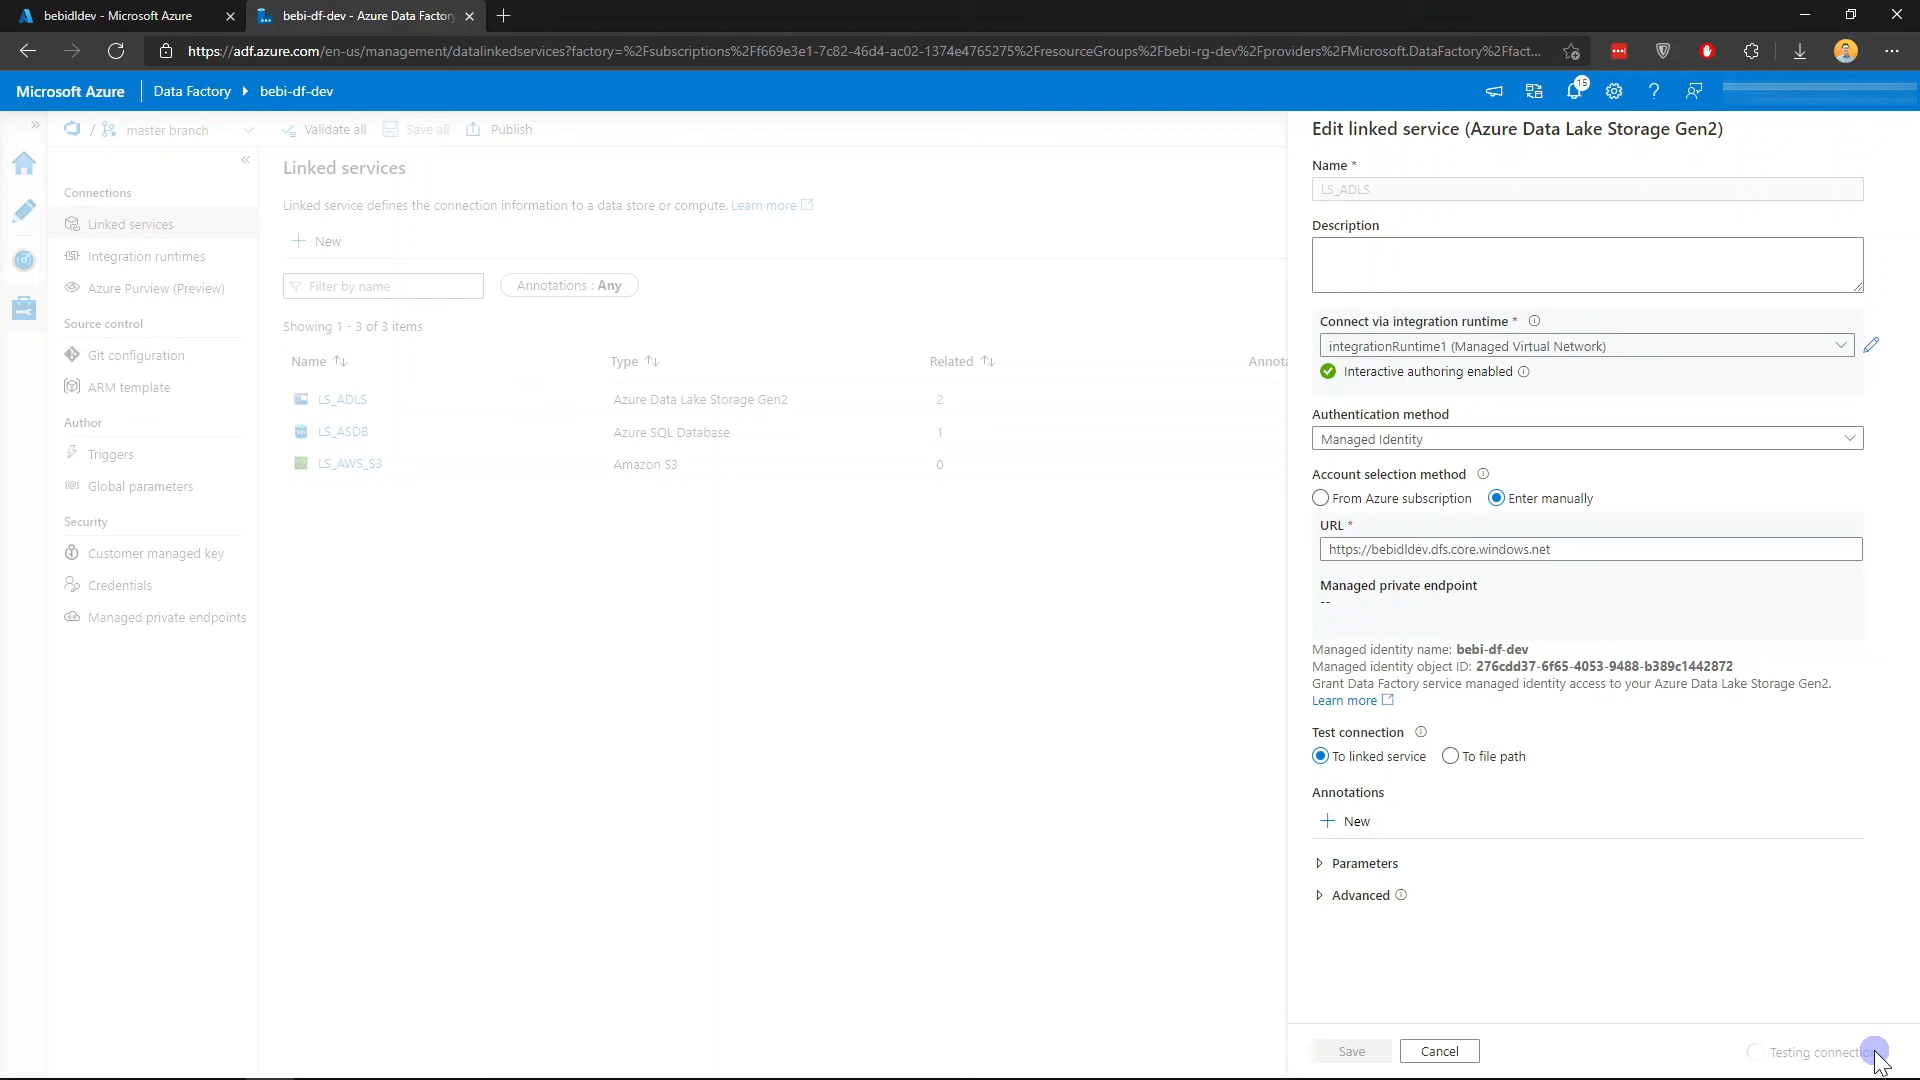 bebidldev - Microsoft Azure
bebi-df-dev - Azure Data Factory
https://adf.azure.com/en-us/management/datalinkedservices?factory=%2Fsubscriptions%2Ff669e3e1-7c82-46d4-ac02-1374e4765275%2FresourceGroups%2Fbebi-rg-dev%2Fproviders%2FMicrosoft.DataFactory%2Ffact...
Microsoft Azure
Data Factory
bebi-df-dev
15
/ master branch
Validate all
Save all
Publish
Connections
Linked services
Integration runtimes
Azure Purview (Preview)
Source control
Git configuration
ARM template
Author
Triggers
Global parameters
Security
Customer managed key
Credentials
Managed private endpoints
Linked services
Linked service defines the connection information to a data store or compute. Learn more
New
Filter by name
Annotations : Any
Showing 1 - 3 of 3 items
Name Type Related Annota
LS_ADLS Azure Data Lake Storage Gen2 2
LS_ASDB Azure SQL Database 1
LS_AWS_S3 Amazon S3 0
Edit linked service (Azure Data Lake Storage Gen2)
Name *
LS_ADLS
Description
Connect via integration runtime *
integrationRuntime1 (Managed Virtual Network)
Interactive authoring enabled
Authentication method
Managed Identity
Account selection method
From Azure subscription
Enter manually
URL *
https://bebidldev.dfs.core.windows.net
Managed private endpoint
--
Managed identity name: bebi-df-dev
Managed identity object ID: 276cdd37-6f65-4053-9488-b389c1442872
Grant Data Factory service managed identity access to your Azure Data Lake Storage Gen2.
Learn more
Test connection
To linked service
To file path
Annotations
New
Parameters
Advanced
Save
Cancel
Testing connection